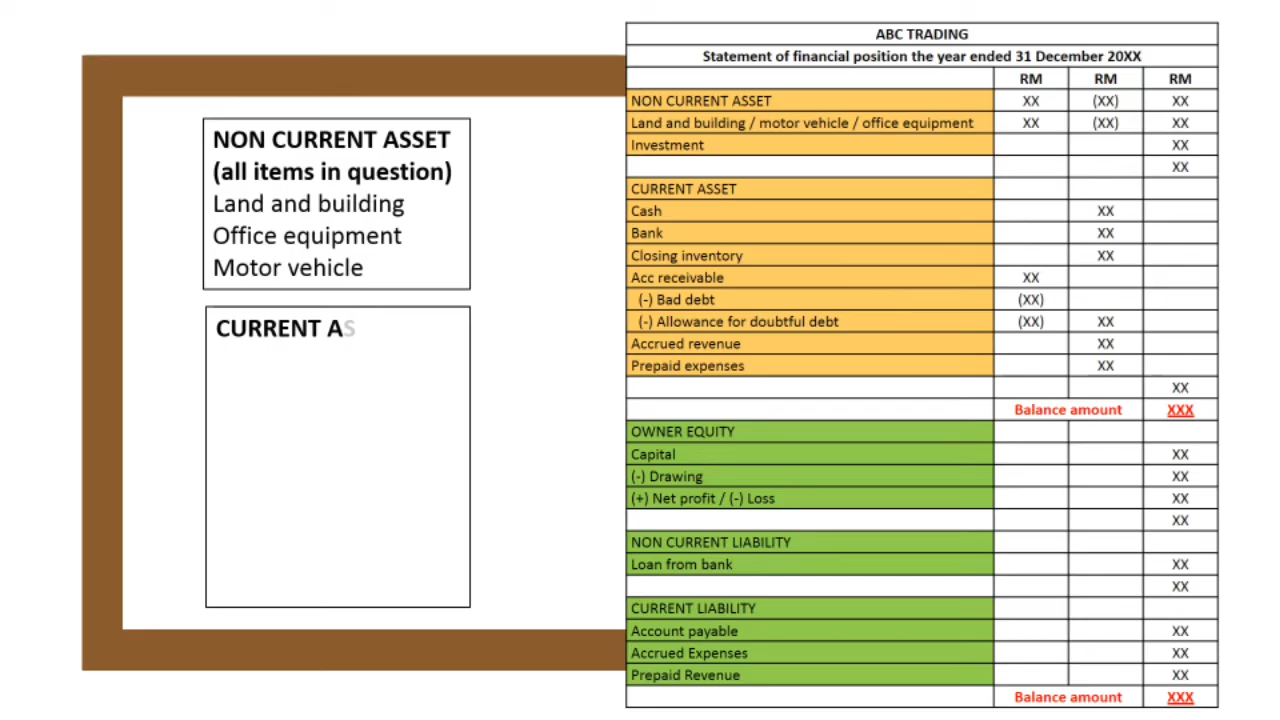 NON CURRENT ASSET
(all items in question)
Land and building
Office equipment
Motor vehicle
CURRENT AS
ABC TRADING
Statement of financial position the year ended 31 December 20XX
RM RM RM
NON CURRENT ASSET XX (XX) XX
Land and building / motor vehicle / office equipment XX (XX) XX
Investment XX
XX
CURRENT ASSET
Cash XX
Bank XX
Closing inventory XX
Acc receivable XX
(-) Bad debt (XX)
(-) Allowance for doubtful debt (XX) XX
Accrued revenue XX
Prepaid expenses XX
XX
Balance amount XXX
OWNER EQUITY
Capital XX
(-) Drawing XX
(+) Net profit / (-) Loss XX
XX
NON CURRENT LIABILITY
Loan from bank XX
XX
CURRENT LIABILITY
Account payable XX
Accrued Expenses XX
Prepaid Revenue XX
Balance amount XXX